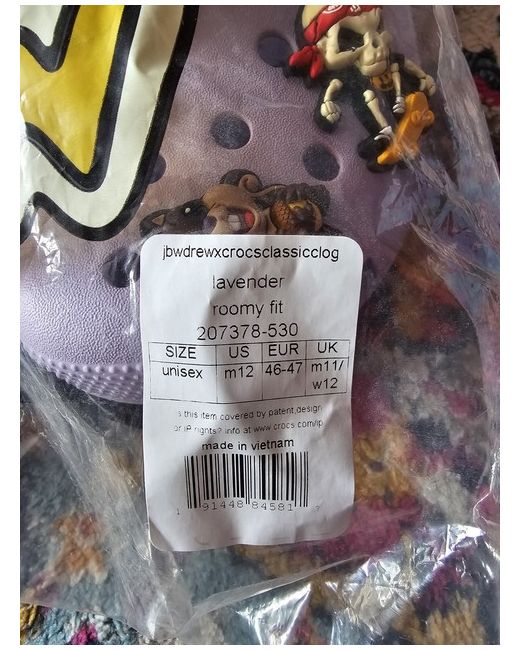 jbwdrewxcrocsclassicclog
lavender
roomy fit
207378-530
SIZE US EUR UK
unisex m12 46-47 m11/
w12
s this item covered by patent,design
or IP rights? Info at www.crocs.com/ip
made in vietnam
1 91448 84581